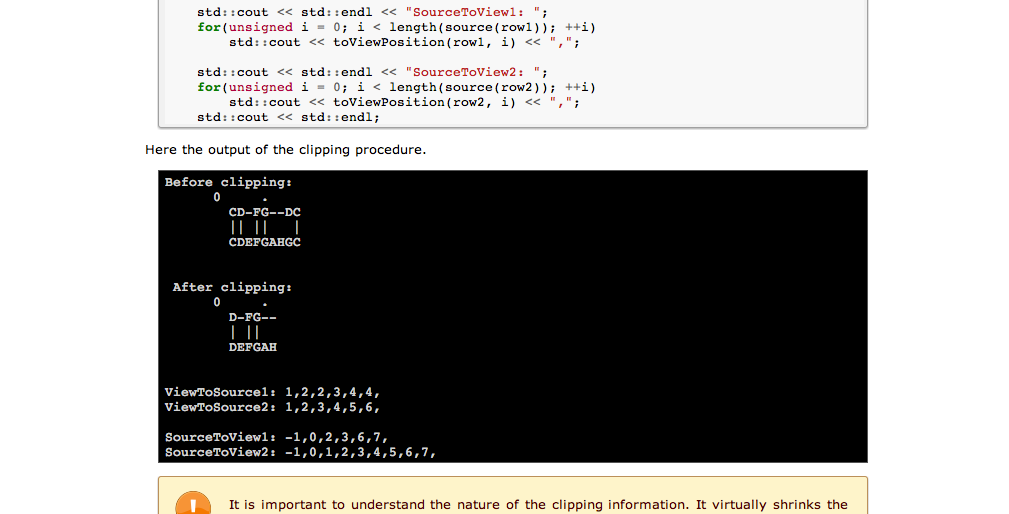 std::cout << std::endl << "SourceToView1: ";
for(unsigned i = 0; i < length(source(row1)); ++i)
std::cout << toViewPosition(row1, i) << ",";
std::cout << std::endl << "SourceToView2: ";
for(unsigned i = 0; i < length(source(row2)); ++i)
std::cout << toViewPosition(row2, i) << ",";
std::cout << std::endl;
Here the output of the clipping procedure.
Before clipping:
0 .
CD-FG--DC
|| || |
CDEFGAHGC
After clipping:
0 .
D-FG--
| ||
DEFGAH
ViewToSource1: 1,2,2,3,4,4,
ViewToSource2: 1,2,3,4,5,6,
SourceToView1: -1,0,2,3,6,7,
SourceToView2: -1,0,1,2,3,4,5,6,7,
It is important to understand the nature of the clipping information. It virtually shrinks the